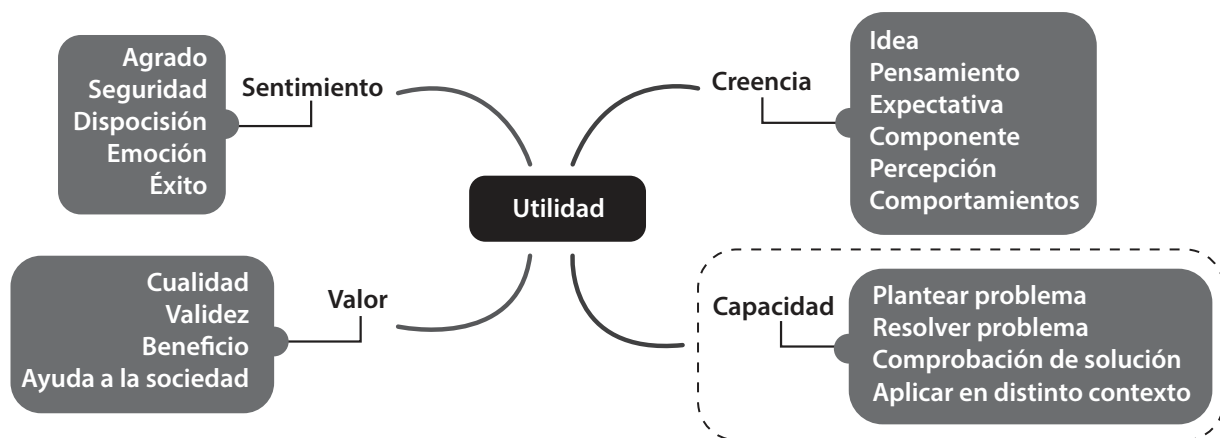 Agrado
Seguridad
Dispocisión
Emoción
Éxito
Sentimiento
Creencia
Idea
Pensamiento
Expectativa
Componente
Percepción
Comportamientos
Utilidad
Cualidad
Validez
Beneficio
Ayuda a la sociedad
Valor
Capacidad
Plantear problema
Resolver problema
Comprobación de solución
Aplicar en distinto contexto